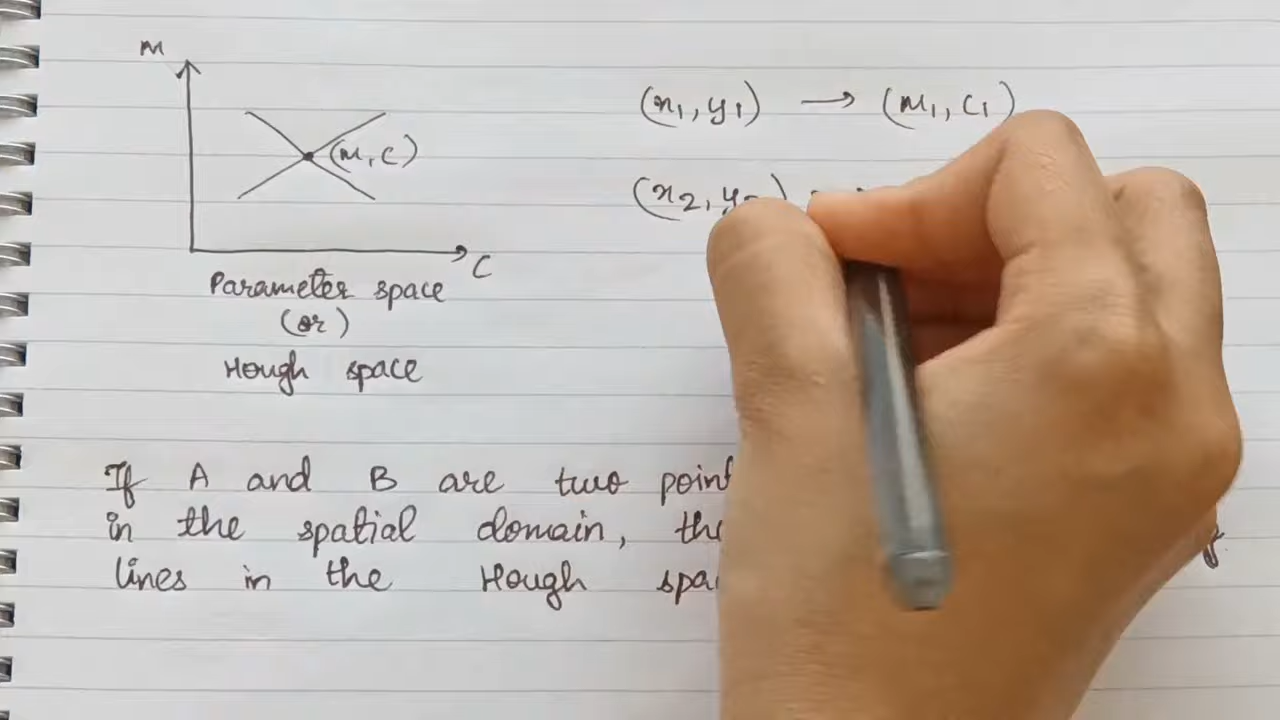 M
(x1, y1) → (M1, C1)
(M, C)
(x2, y2)
C
Parameter space
(or)
Hough space
If A and B are two
in the spatial domain,
lines in the Hough